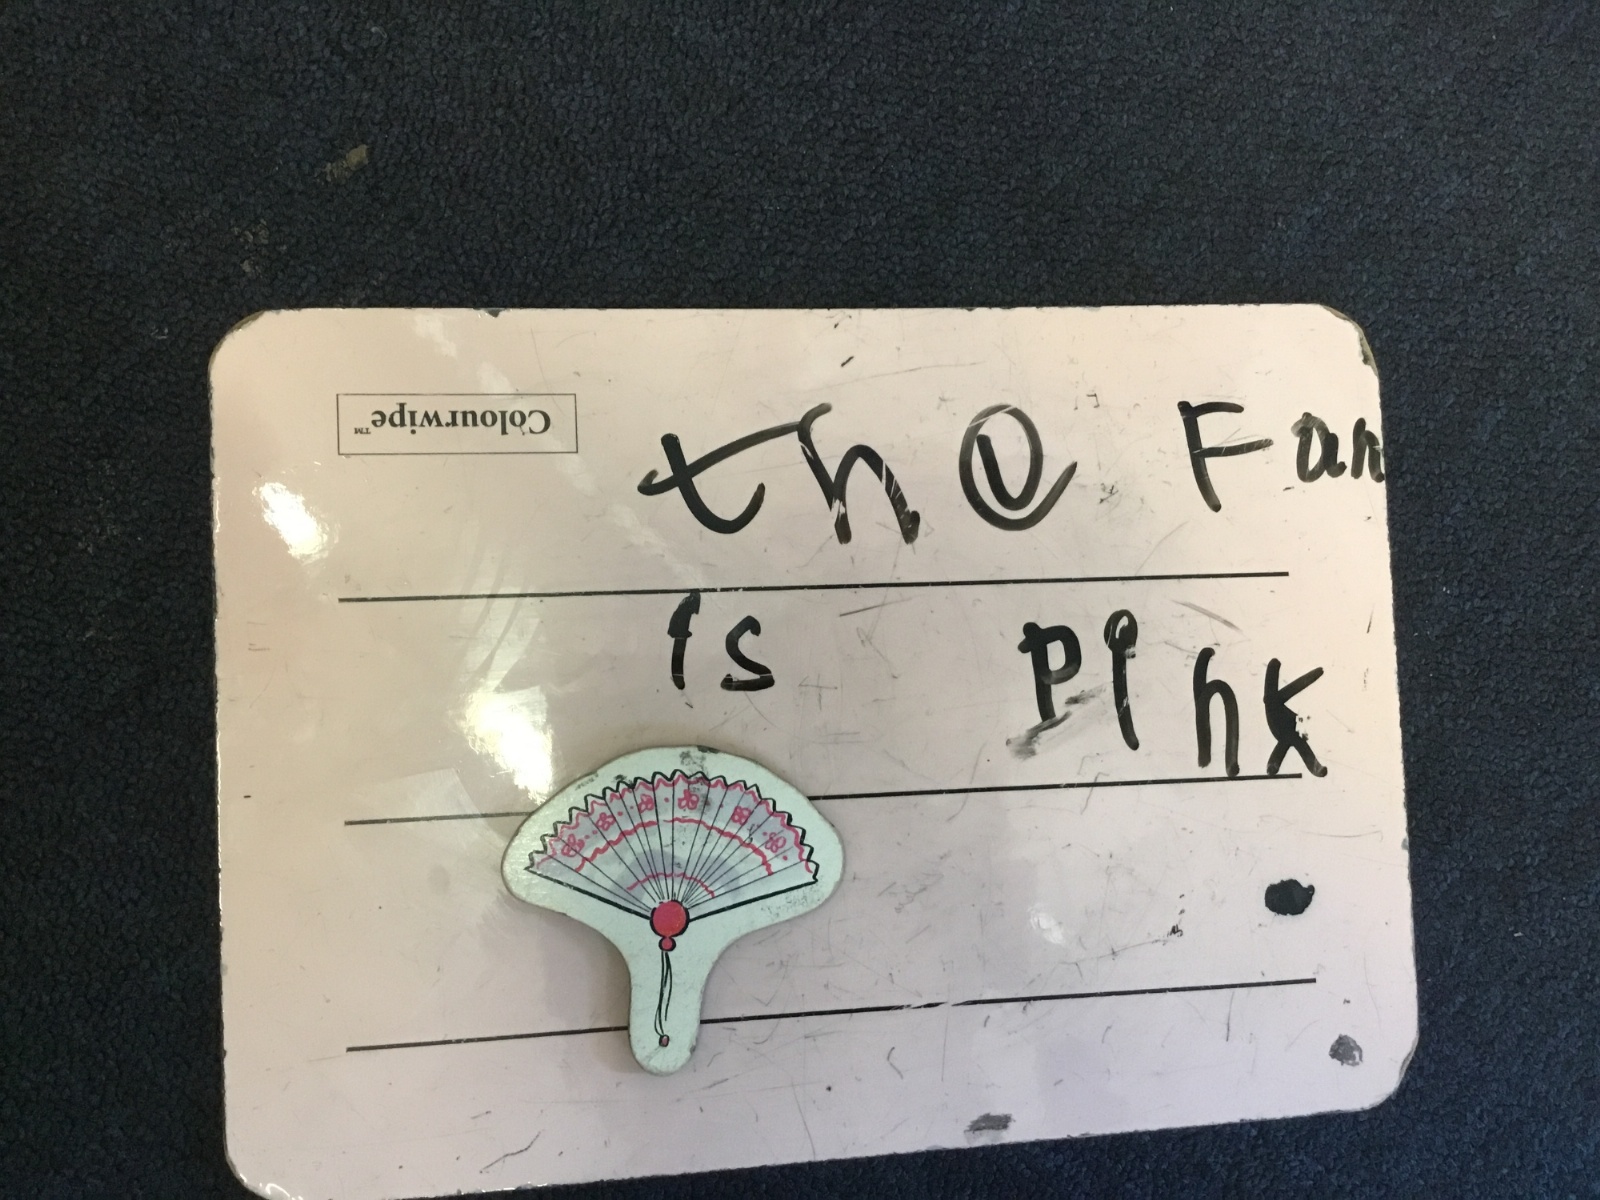 Colourwipe™
the Fan
is pink